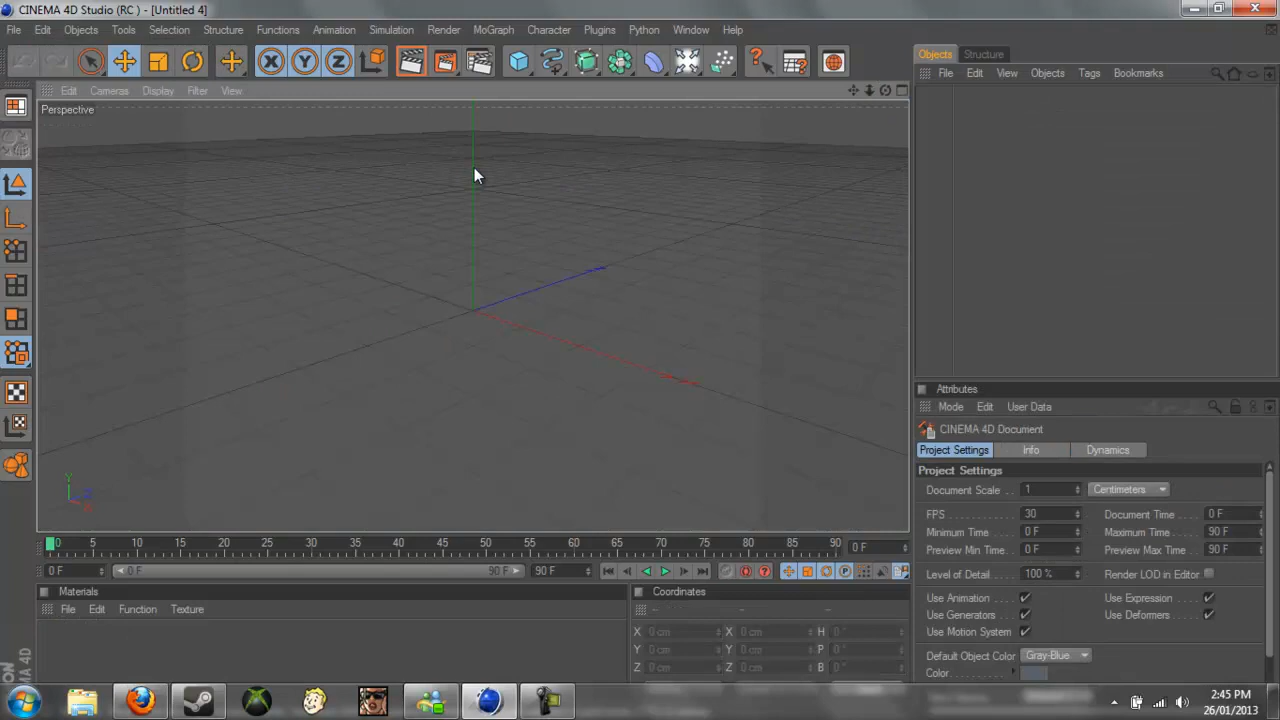 CINEMA 4D Studio (RC ) - [Untitled 4]
File Edit Objects Tools Selection Structure Functions Animation Simulation Render MoGraph Character Plugins Window Python Help
Objects Structure
File Edit View Objects Tags Bookmarks
Edit Cameras Display Filter View
Perspective
Y
Z
X
Attributes
Mode Edit User Data
CINEMA 4D Document
Project Settings Info Dynamics
Project Settings
Document Scale . . 1 Centimeters
FPS 30 Document Time 0 F
Minimum Time 0 F Maximum Time 90 F
Preview Min Time 0 F Preview Max Time 90 F
Level of Detail 100 % Render LOD in Editor
Use Animation Use Expression
Use Generators Use Deformers
Use Motion System
Default Object Color Gray-Blue
Color
0 5 10 15 20 25 30 35 40 45 50 55 60 65 70 75 80 85 90 0 F
0 F 0 F 90 F 90 F
Materials
File Edit Function Texture
Coordinates
X 0 cm X 0 cm H 0 °
Y 0 cm Y 0 cm P 0 °
Z 0 cm Z 0 cm B 0 °
2:45 PM
26/01/2013